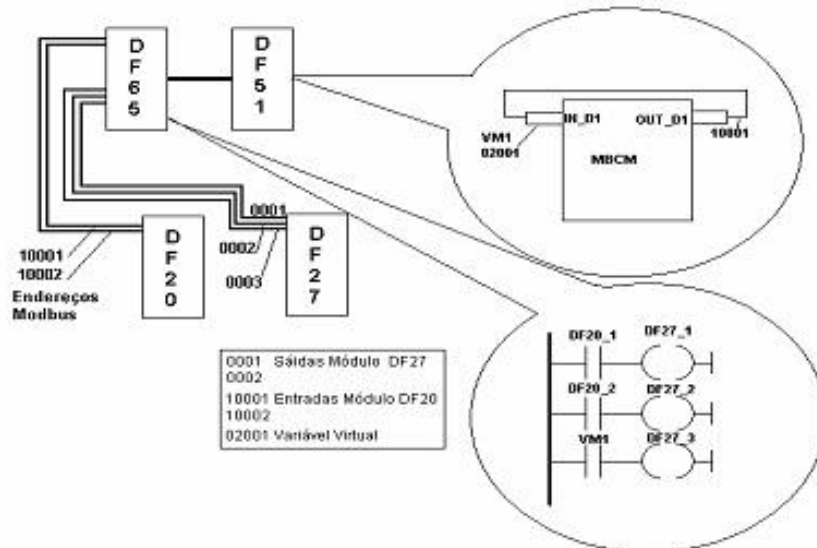 DF65
DF51
IN_D1
OUT_D1
VM1
02001
10001
MBCM
0001
0002
0003
10001
10002
Endereços
Modbus
DF20
DF27
0001 Sáidas Módulo DF27
0002
10001 Entradas Módulo DF20
10002
02001 Variável Virtual
DF20_1
DF27_1
DF20_2
DF27_2
VM1
DF27_3